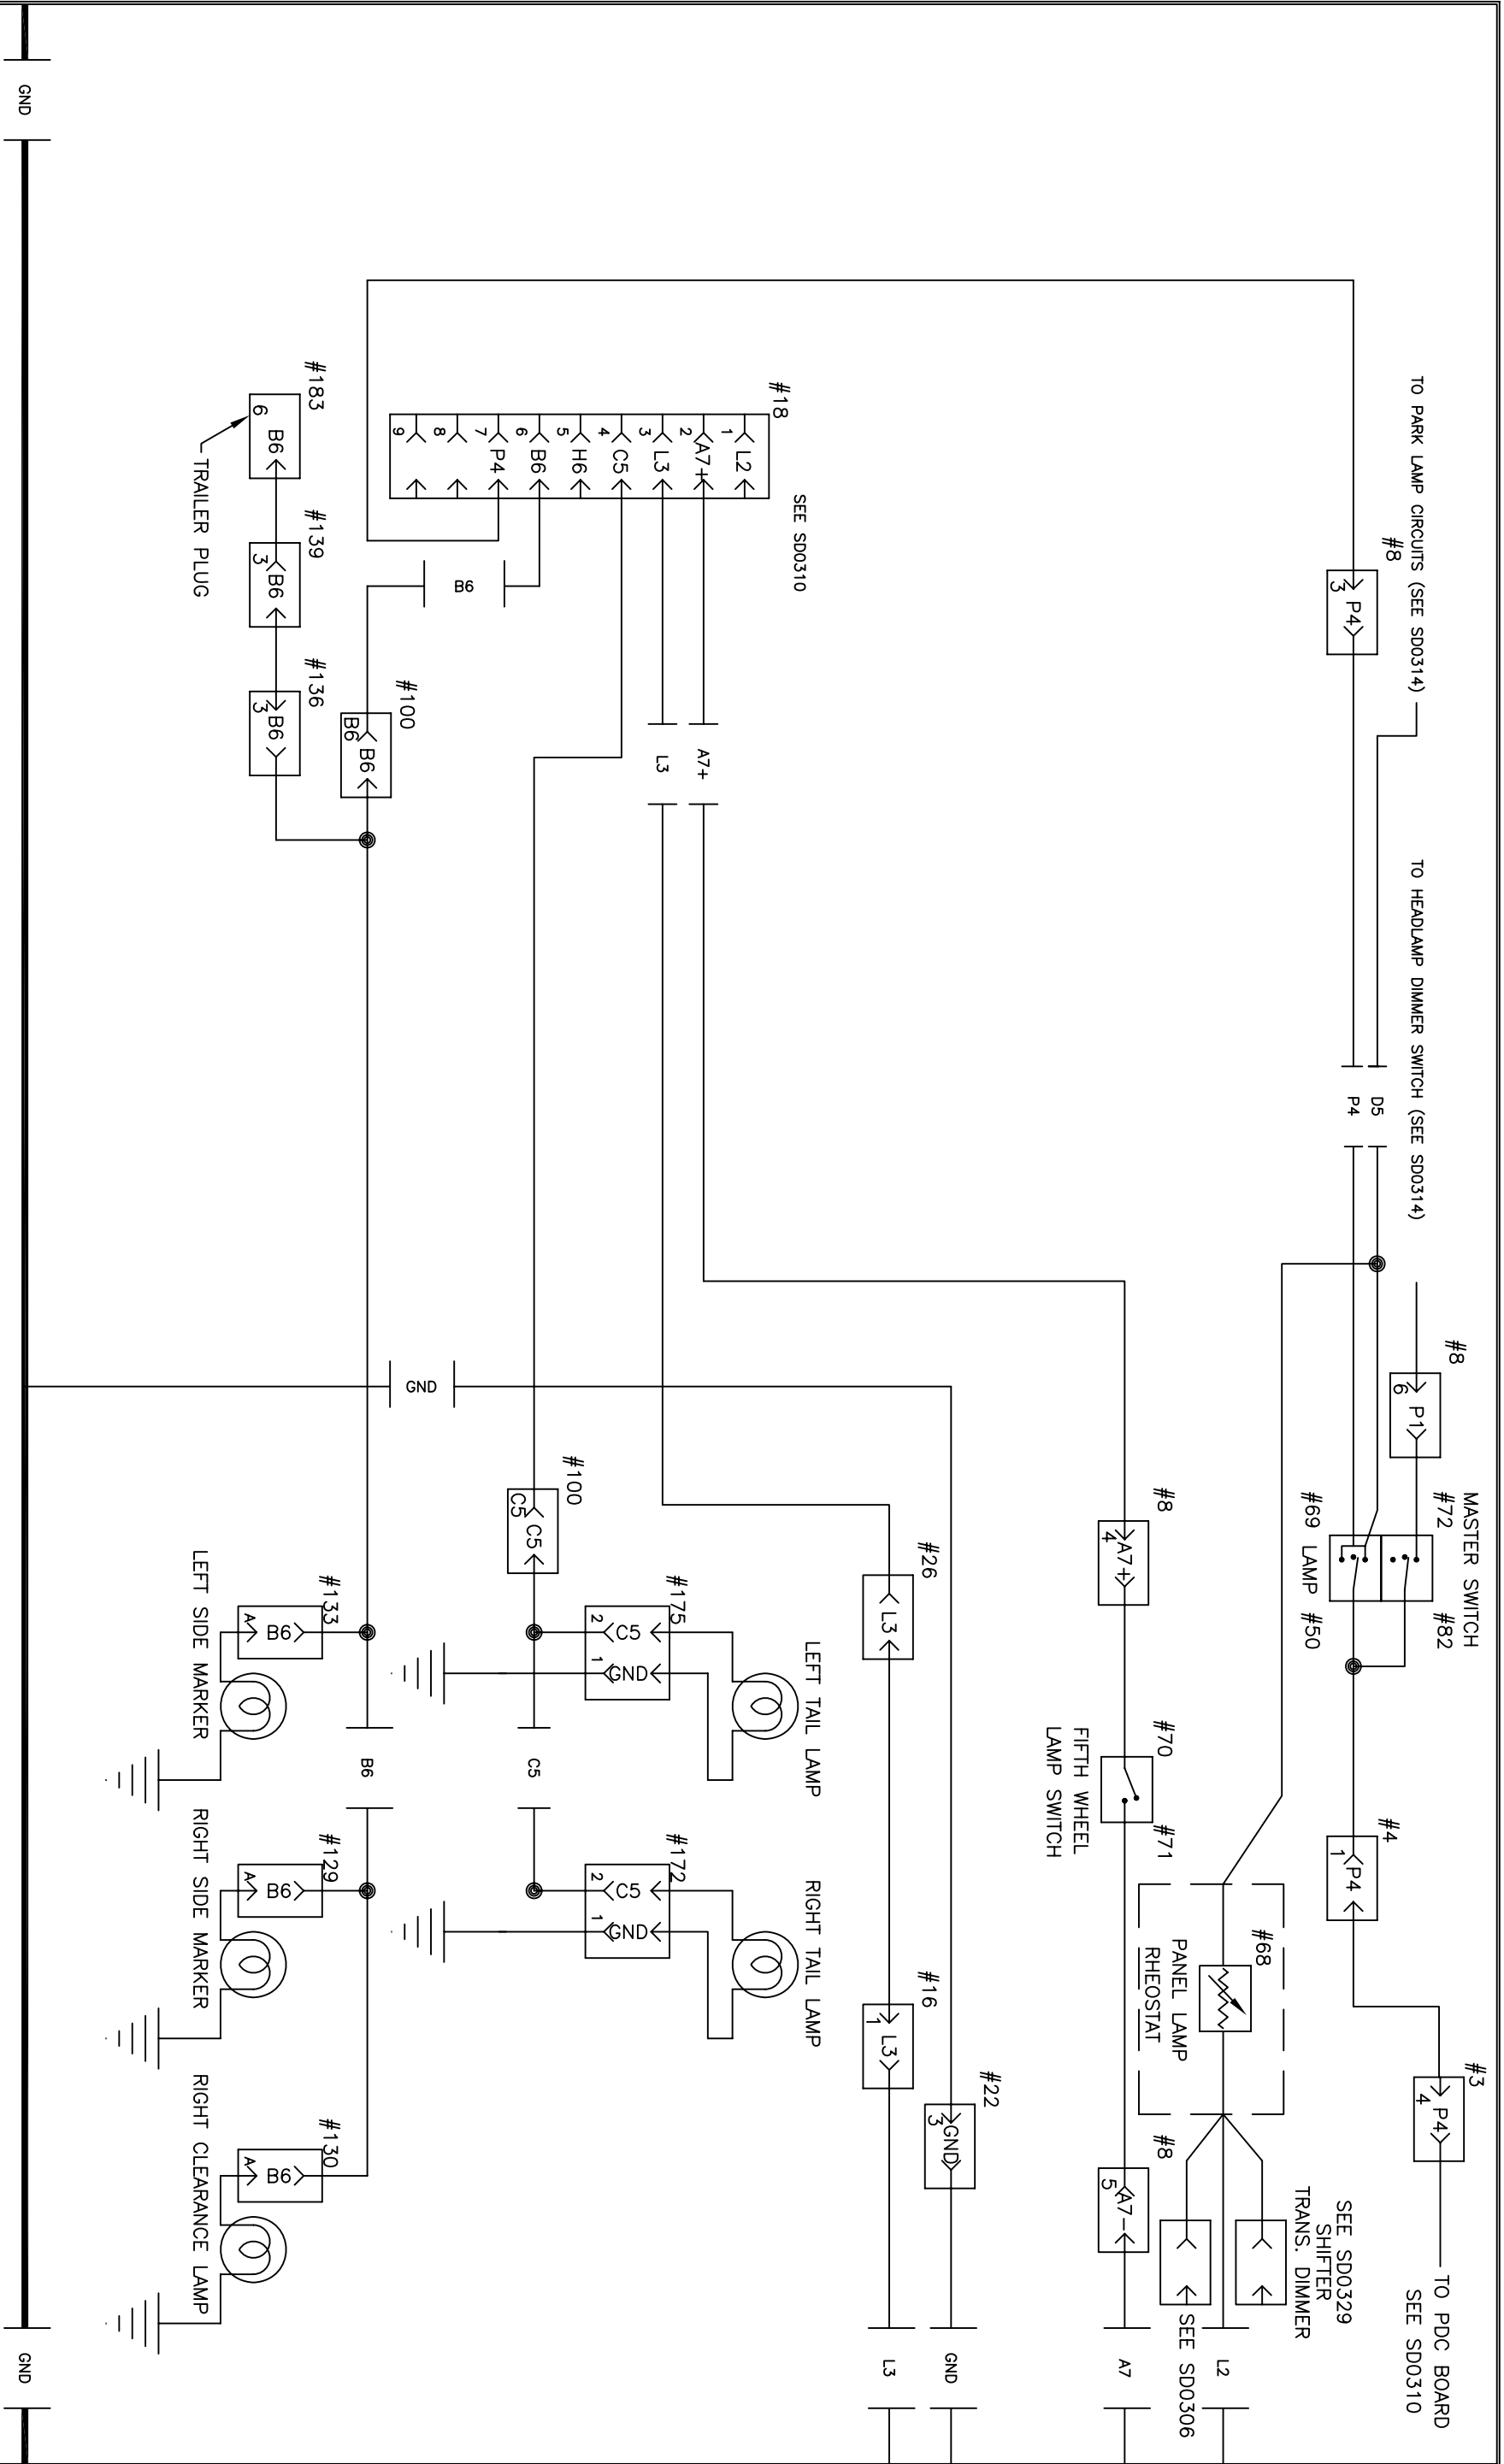 TO PARK LAMP CIRCUITS (SEE SD0314)
TO HEADLAMP DIMMER SWITCH (SEE SD0314)
#8
3
P4
D5
P4
#8
6
P1
MASTER SWITCH
#72
#82
#69 LAMP #50
#4
1
P4
#3
4
P4
TO PDC BOARD
SEE SD0310
#68
PANEL LAMP
RHEOSTAT
SEE SD0329
SHIFTER
TRANS. DIMMER
#8
SEE SD0306
L2
#8
4
A7+
#70
#71
FIFTH WHEEL
LAMP SWITCH
5
A7-
A7
#22
3
GND
GND
#26
L3
#16
1
L3
L3
SEE SD0310
#18
1
L2
2
A7+
3
L3
4
C5
5
H6
6
B6
7
P4
8
9
A7+
L3
B6
#100
B6
B6
#183
6
B6
#139
3
B6
#136
3
B6
TRAILER PLUG
GND
#100
C5
C5
LEFT TAIL LAMP
#175
2
C5
1
GND
C5
RIGHT TAIL LAMP
#172
2
C5
1
GND
#133
A
B6
LEFT SIDE MARKER
B6
#129
A
B6
RIGHT SIDE MARKER
#130
A
B6
RIGHT CLEARANCE LAMP
GND
GND